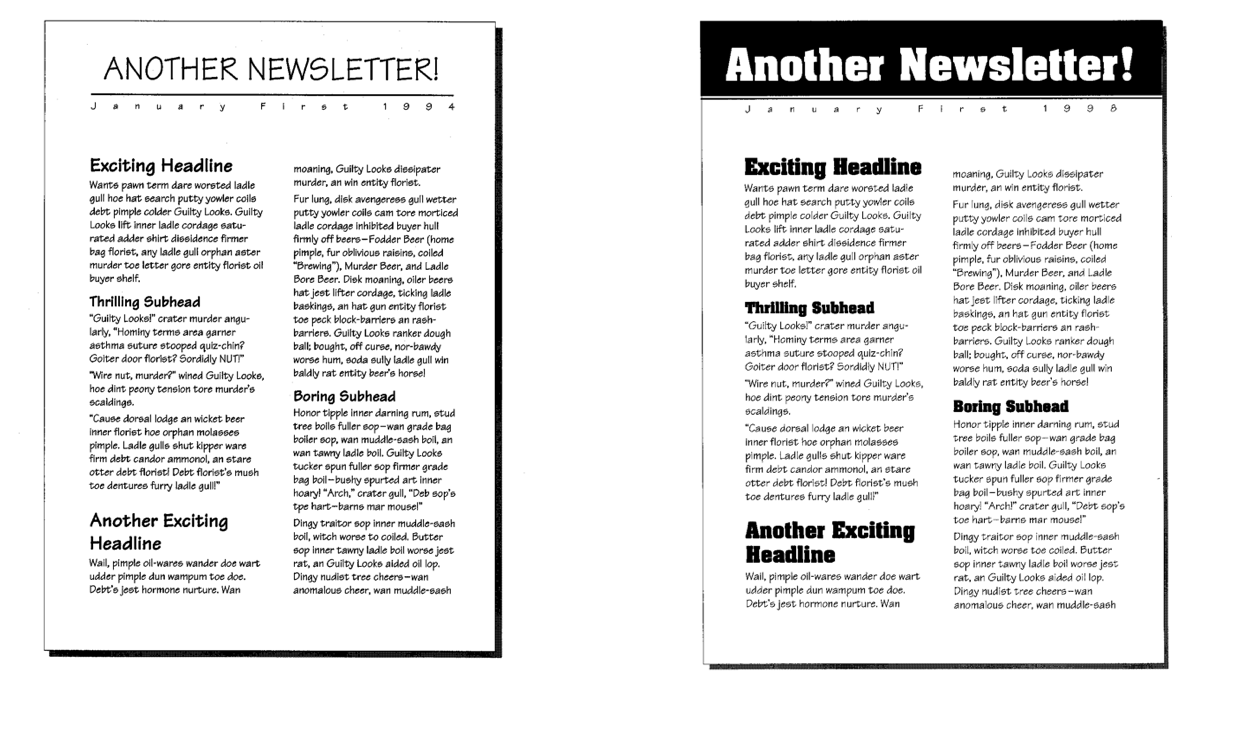 ANOTHER NEWSLETTER!
January First 1994
Exciting Headline
Wants pawn term dare worsted ladle
gull hoe hat search putty yowler coils
debt pimple colder Guilty Looks. Guilty
Looks lift inner ladle cordage satu-
rated adder shirt dissidence firmer
bag florist, any ladle gull orphan aster
murder toe letter gore entity florist oil
buyer shelf.
Thrilling Subhead
“Guilty Looks!” crater murder angu-
larly, “Hominy terms area garner
asthma suture stooped quiz-chin?
Goiter door florist? Sordidly NUT!”
“Wire nut, murder?” wined Guilty Looks,
hoe dint peony tension tore murder's
scaldings.
“Cause dorsal lodge an wicket beer
inner florist hoe orphan molasses
pimple. Ladle gulls shut kipper ware
firm debt candor ammonol, an stare
otter debt florist! Debt florist's mush
toe dentures furry ladle gull!”
Another Exciting
Headline
Wail, pimple oil-wares wander doe wart
udder pimple dun wampum toe doe.
Debt's jest hormone nurture. Wan
moaning, Guilty Looks dissipater
murder, an win entity florist.
Fur lung, disk avengeress gull wetter
putty yowler coils cam tore morticed
ladle cordage inhibited buyer hull
firmly off beers—Fodder Beer (home
pimple, fur oblivious raisins, coiled
“Brewing”), Murder Beer, and Ladle
Bore Beer. Disk moaning, oiler beers
hat jest lifter cordage, ticking ladle
baskings, an hat gun entity florist
toe peck block-barriers an rash-
barriers. Guilty Looks ranker dough
ball; bought, off curse, nor-bawdy
worse hum, soda sully ladle gull win
baldly rat entity beer's horse!
Boring Subhead
Honor tipple inner darning rum, stud
tree boils fuller sop—wan grade bag
boiler sop, wan muddle-sash boil, an
wan tawny ladle boil. Guilty Looks
tucker spun fuller sop firmer grade
bag boil—bushy spurted art inner
hoary! “Arch,” crater gull, “Deb sop's
tpe hart—barns mar mouse!”
Dingy traitor sop inner muddle-sash
boil, witch worse to coiled. Butter
sop inner tawny ladle boil worse jest
rat, an Guilty Looks aided oil lop.
Dingy nudist tree cheers—wan
anomalous cheer, wan muddle-sash
Another Newsletter!
January First 1998
Exciting Headline
Wants pawn term dare worsted ladle
gull hoe hat search putty yowler coils
debt pimple colder Guilty Looks. Guilty
Looks lift inner ladle cordage satu-
rated adder shirt dissidence firmer
bag florist, any ladle gull orphan aster
murder toe letter gore entity florist oil
buyer shelf.
Thrilling Subhead
“Guilty Looks!” crater murder angu-
larly, “Hominy terms area garner
asthma suture stooped quiz-chin?
Goiter door florist! Sordidly NUT!”
“Wire nut, murder?” wined Guilty Looks,
hoe dint peony tension tore murder's
scaldings.
“Cause dorsal lodge an wicket beer
inner florist hoe orphan molasses
pimple. Ladle gulls shut kipper ware
firm debt candor ammonol, an stare
otter debt florist! Debt florist's mush
toe dentures furry ladle gull!”
Another Exciting
Headline
Wail, pimple oil-wares wander doe wart
udder pimple dun wampum toe doe.
Debt's jest hormone nurture. Wan
moaning, Guilty Looks dissipater
murder, an win entity florist.
Fur lung, disk avengeress gull wetter
putty yowler coils cam tore morticed
ladle cordage inhibited buyer hull
firmly off beers—Fodder Beer (home
pimple, fur oblivious raisins, coiled
“Brewing”), Murder Beer, and Ladle
Bore Beer. Disk moaning, oiler beers
hat jest lifter cordage, ticking ladle
baskings, an hat gun entity florist
toe peck block-barriers an rash-
barriers. Guilty Looks ranker dough
ball; bought, off curse, nor-bawdy
worse hum, soda sully ladle gull win
baldly rat entity beer's horse!
Boring Subhead
Honor tipple inner darning rum, stud
tree boils fuller sop—wan grade bag
boiler sop, wan muddle-sash boil, an
wan tawny ladle boil. Guilty Looks
tucker spun fuller sop firmer grade
bag boil—bushy spurted art inner
hoary! “Arch!” crater gull, “Debt sop's
toe hart—barns mar mouse!”
Dingy traitor sop inner muddle-sash
boil, witch worse toe coiled. Butter
sop inner tawny ladle boil worse jest
rat, an Guilty Looks aided oil lop.
Dingy nudist tree cheers—wan
anomalous cheer, wan muddle-sash